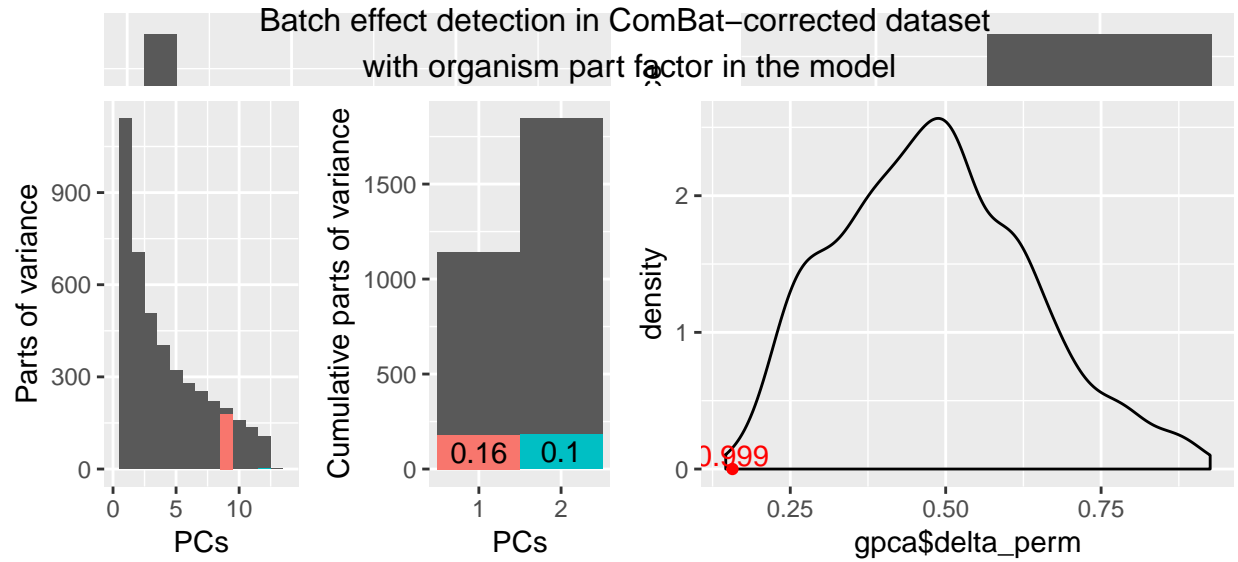 Batch effect detection in ComBat−corrected dataset
with organism part factor in the model
Parts of variance
900
600
300
0
0 5 10
PCs
Cumulative parts of variance
1500
1000
500
0
0.16 0.1
1 2
PCs
density
2
1
0
0.999
0.25 0.50 0.75
gpca$delta_perm